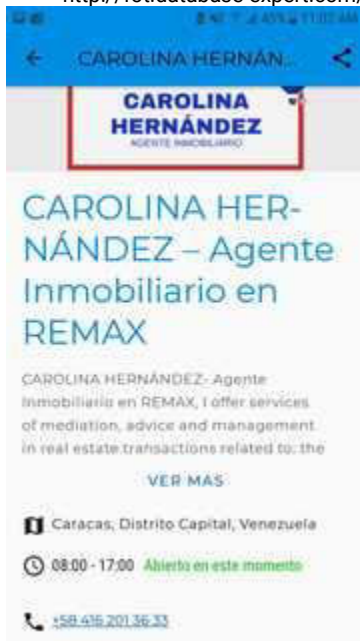 CAROLINA HERNÁN...
CAROLINA
HERNÁNDEZ
AGENTE INMOBILIARIO
CAROLINA HER-
NÁNDEZ – Agente
Inmobiliario en
REMAX
CAROLINA HERNÁNDEZ- Agente
Inmobiliario en REMAX, I offer services
of mediation, advice and management
in real estate transactions related to: the
VER MAS
Caracas, Distrito Capital, Venezuela
08:00 - 17:00 Abierto en este momento
+58 416 201 36 33